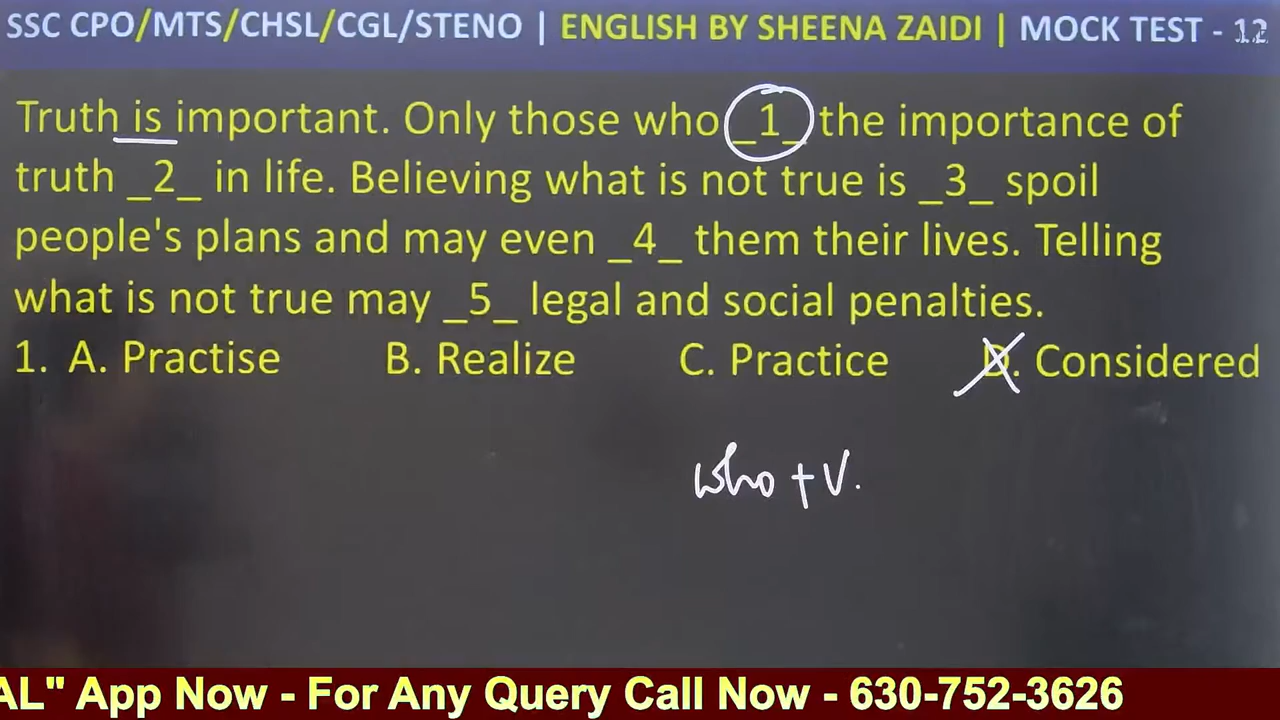 SSC CPO/MTS/CHSL/CGL/STENO | ENGLISH BY SHEENA ZAIDI | MOCK TEST - 12
Truth is important. Only those who _1_ the importance of
truth _2_ in life. Believing what is not true is _3_ spoil
people's plans and may even _4_ them their lives. Telling
what is not true may _5_ legal and social penalties.
1. A. Practise B. Realize C. Practice D. Considered
who + V.
AL" App Now - For Any Query Call Now - 630-752-3626